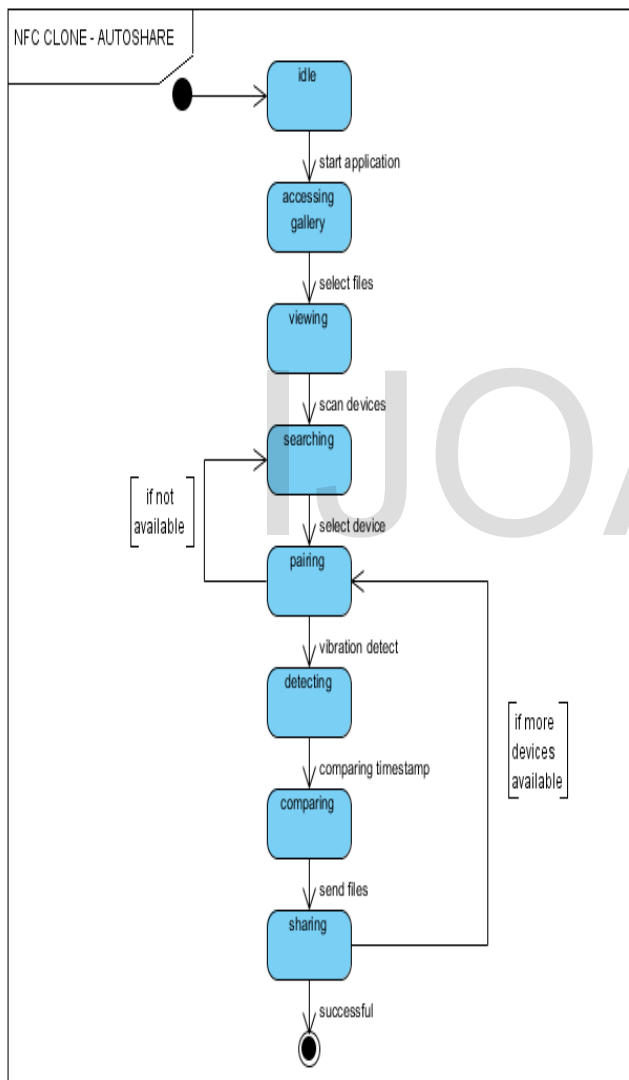 NFC CLONE - AUTOSHARE
idle
start application
accessing
gallery
select files
viewing
scan devices
searching
if not
available
select device
pairing
vibration detect
detecting
if more
devices
available
comparing timestamp
comparing
send files
sharing
successful
IJOA